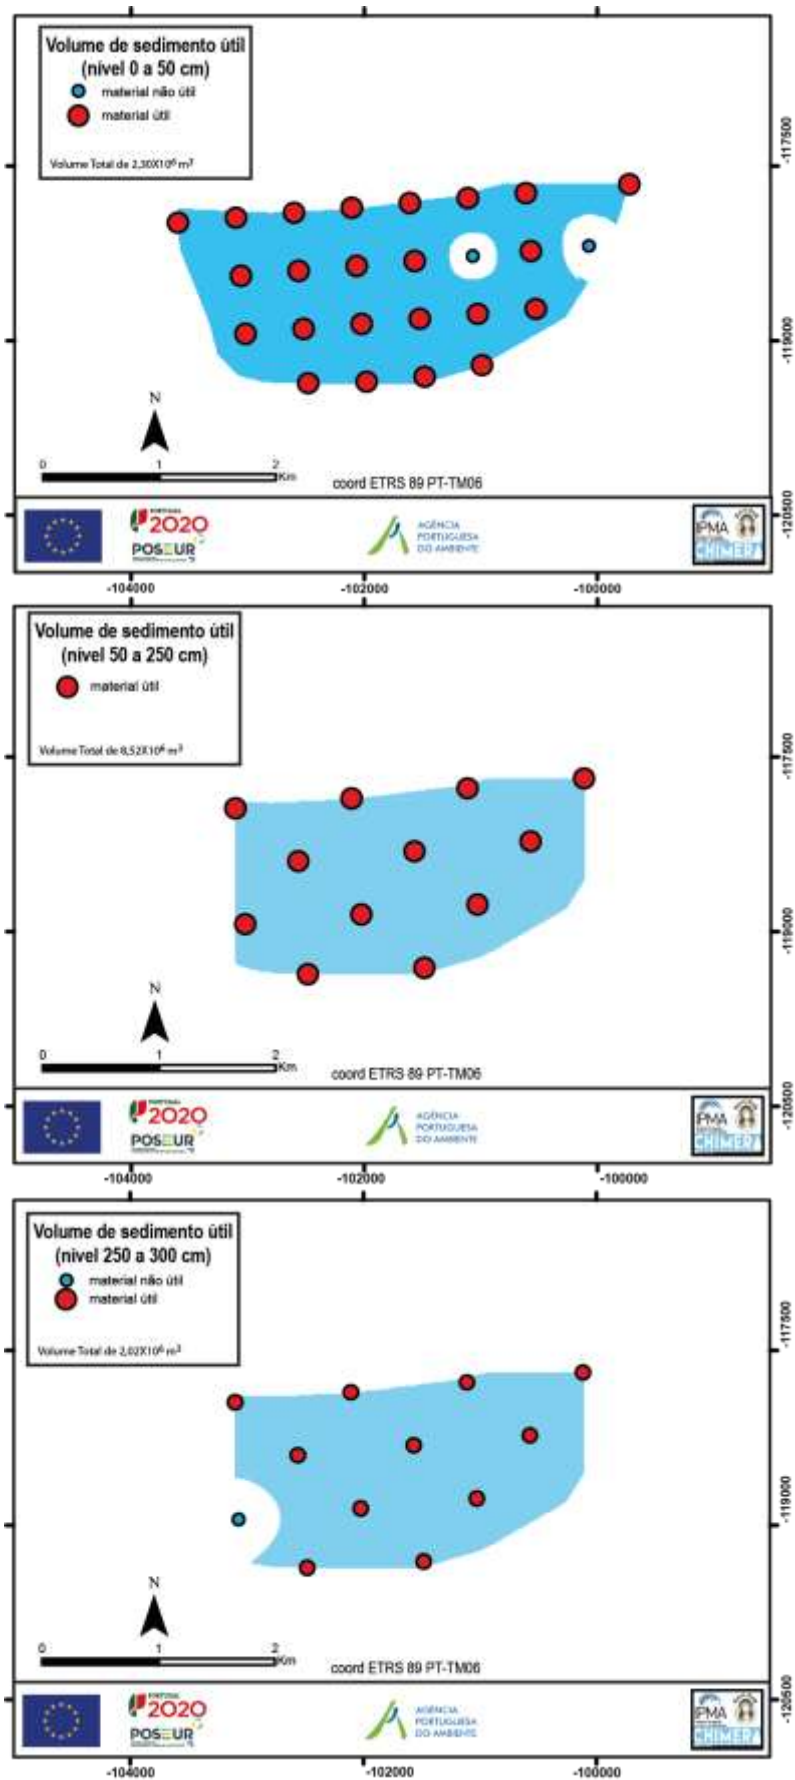 Volume de sedimento útil
(nível 0 a 50 cm)
material não útil
material útil
Volume Total de 2,30X10⁶ m³
-117500
-119000
N
0 1 2
Km
coord ETRS 89 PT-TM06
-120500
PORTUGAL
2020
POSEUR
AGÊNCIA
PORTUGUESA
DO AMBIENTE
IPMA
CHIMERA
-104000 -102000 -100000
Volume de sedimento útil
(nível 50 a 250 cm)
material útil
Volume Total de 8,52X10⁶ m³
-117500
-119000
N
0 1 2
Km
coord ETRS 89 PT-TM06
-120500
PORTUGAL
2020
POSEUR
AGÊNCIA
PORTUGUESA
DO AMBIENTE
IPMA
CHIMERA
-104000 -102000 -100000
Volume de sedimento útil
(nível 250 a 300 cm)
material não útil
material útil
Volume Total de 2,02X10⁶ m³
-117500
-119000
N
0 1 2
Km
coord ETRS 89 PT-TM06
-120500
PORTUGAL
2020
POSEUR
AGÊNCIA
PORTUGUESA
DO AMBIENTE
IPMA
CHIMERA
-104000 -102000 -100000